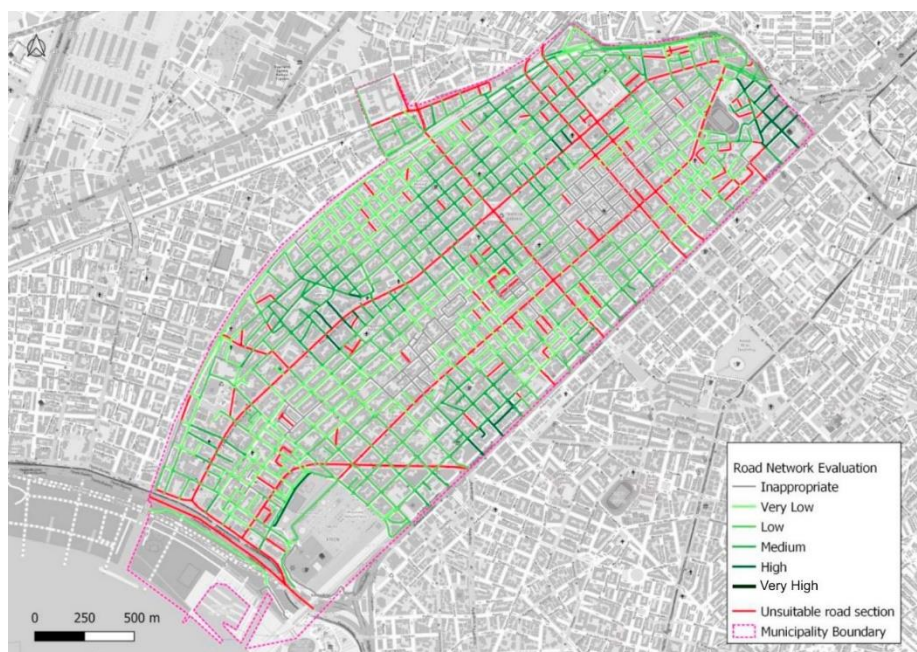 Road Network Evaluation
Inappropriate
Very Low
Low
Medium
High
Very High
Unsuitable road section
Municipality Boundary
0 250 500 m